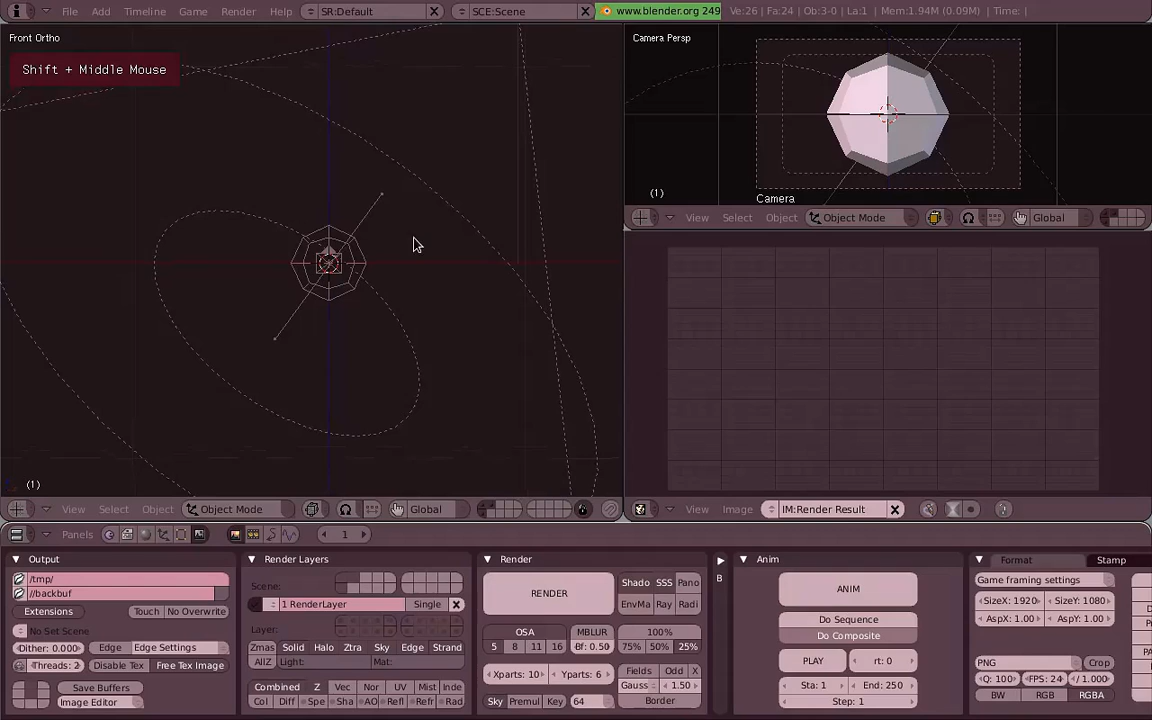 File Add Timeline Game Render Help SR:Default SCE:Scene www.blender.org 249 Ve:26 | Fa:24 | Ob:3-0 | La:1 | Mem:1.94M (0.09M) | Time: |
Front Ortho
Shift + Middle Mouse
(1)
View Select Object Object Mode Global
Camera Persp
(1)
Camera
View Select Object Object Mode Global
View Image IM:Render Result
Panels 1
Output
/tmp/
//backbuf
Extensions Touch No Overwrite
No Set Scene
Dither: 0.000 Edge Edge Settings
Threads: 2 Disable Tex Free Tex Image
Save Buffers
Image Editor
Render Layers
Scene:
1 RenderLayer Single
Layer:
Zmas Solid Halo Ztra Sky Edge Strand
AllZ Light: Mat:
Combined Z Vec Nor UV Mist Inde
Col Diff Spe Sha AO Refl Refr Rad
Render
RENDER
Shado SSS Pano
EnvMa Ray Radi
OSA MBLUR 100%
5 8 11 16 Bf: 0.50 75% 50% 25%
Xparts: 10 Yparts: 6 Fields Odd X
Gauss 1.50
Sky Premul Key 64 Border
B
Anim
ANIM
Do Sequence
Do Composite
PLAY rt: 0
Sta: 1 End: 250
Step: 1
Format Stamp
Game framing settings
SizeX: 1920 SizeY: 1080
AspX: 1.00 AspY: 1.00
PNG Crop
Q: 100 FPS: 24 / 1.000
BW RGB RGBA